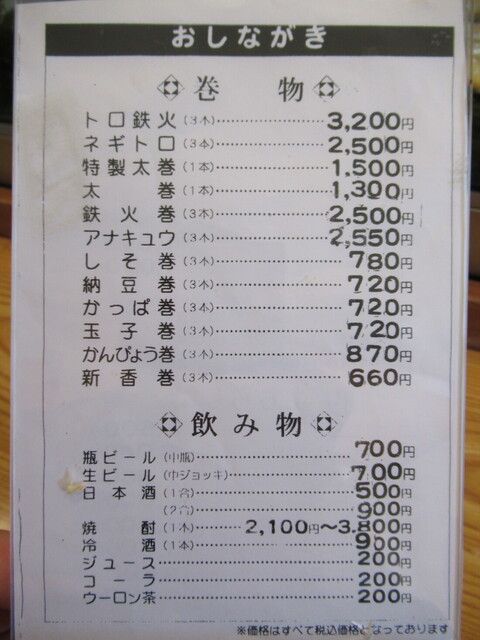 おしながき
巻 物
トロ鉄火(3本)…………3,200円
ネギトロ(3本)…………2,500円
特製太巻(1本)…………1,500円
太巻(1本)…………1,300円
鉄火巻(3本)…………2,500円
アナキュウ(3本)…………2,550円
しそ巻(3本)…………780円
納豆巻(3本)…………720円
かっぱ巻(3本)…………720円
玉子巻(3本)…………720円
かんぴょう巻(3本)…………870円
新香巻(3本)…………660円
飲み物
瓶ビール(中瓶)…………700円
生ビール(中ジョッキ)…………700円
日本酒(1合)…………500円
(2合)…………900円
焼酎(1本)………2,100円〜3,800円
冷酒(1本)…………900円
ジュース…………200円
コーラ…………200円
ウーロン茶…………200円
※価格はすべて税込価格となっております